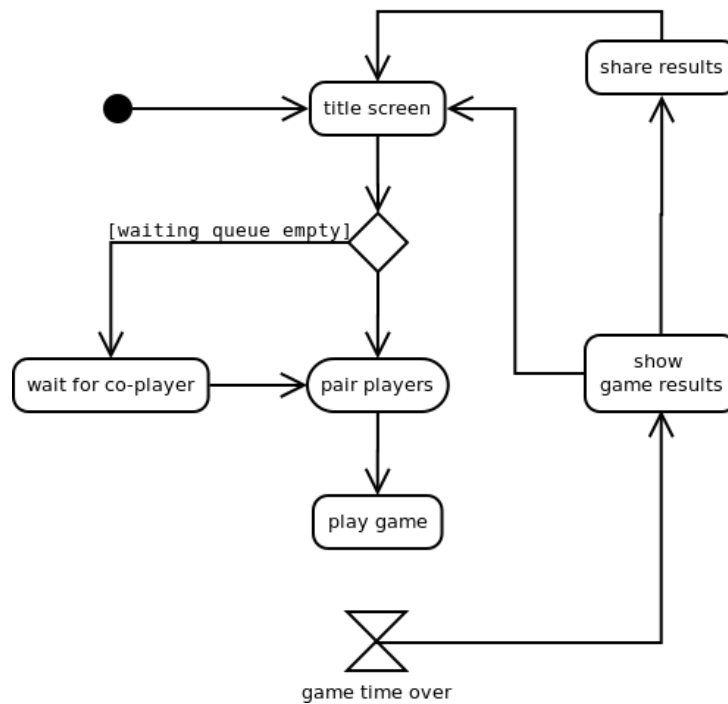 share results
title screen
[waiting queue empty]
wait for co-player
pair players
show
game results
play game
game time over